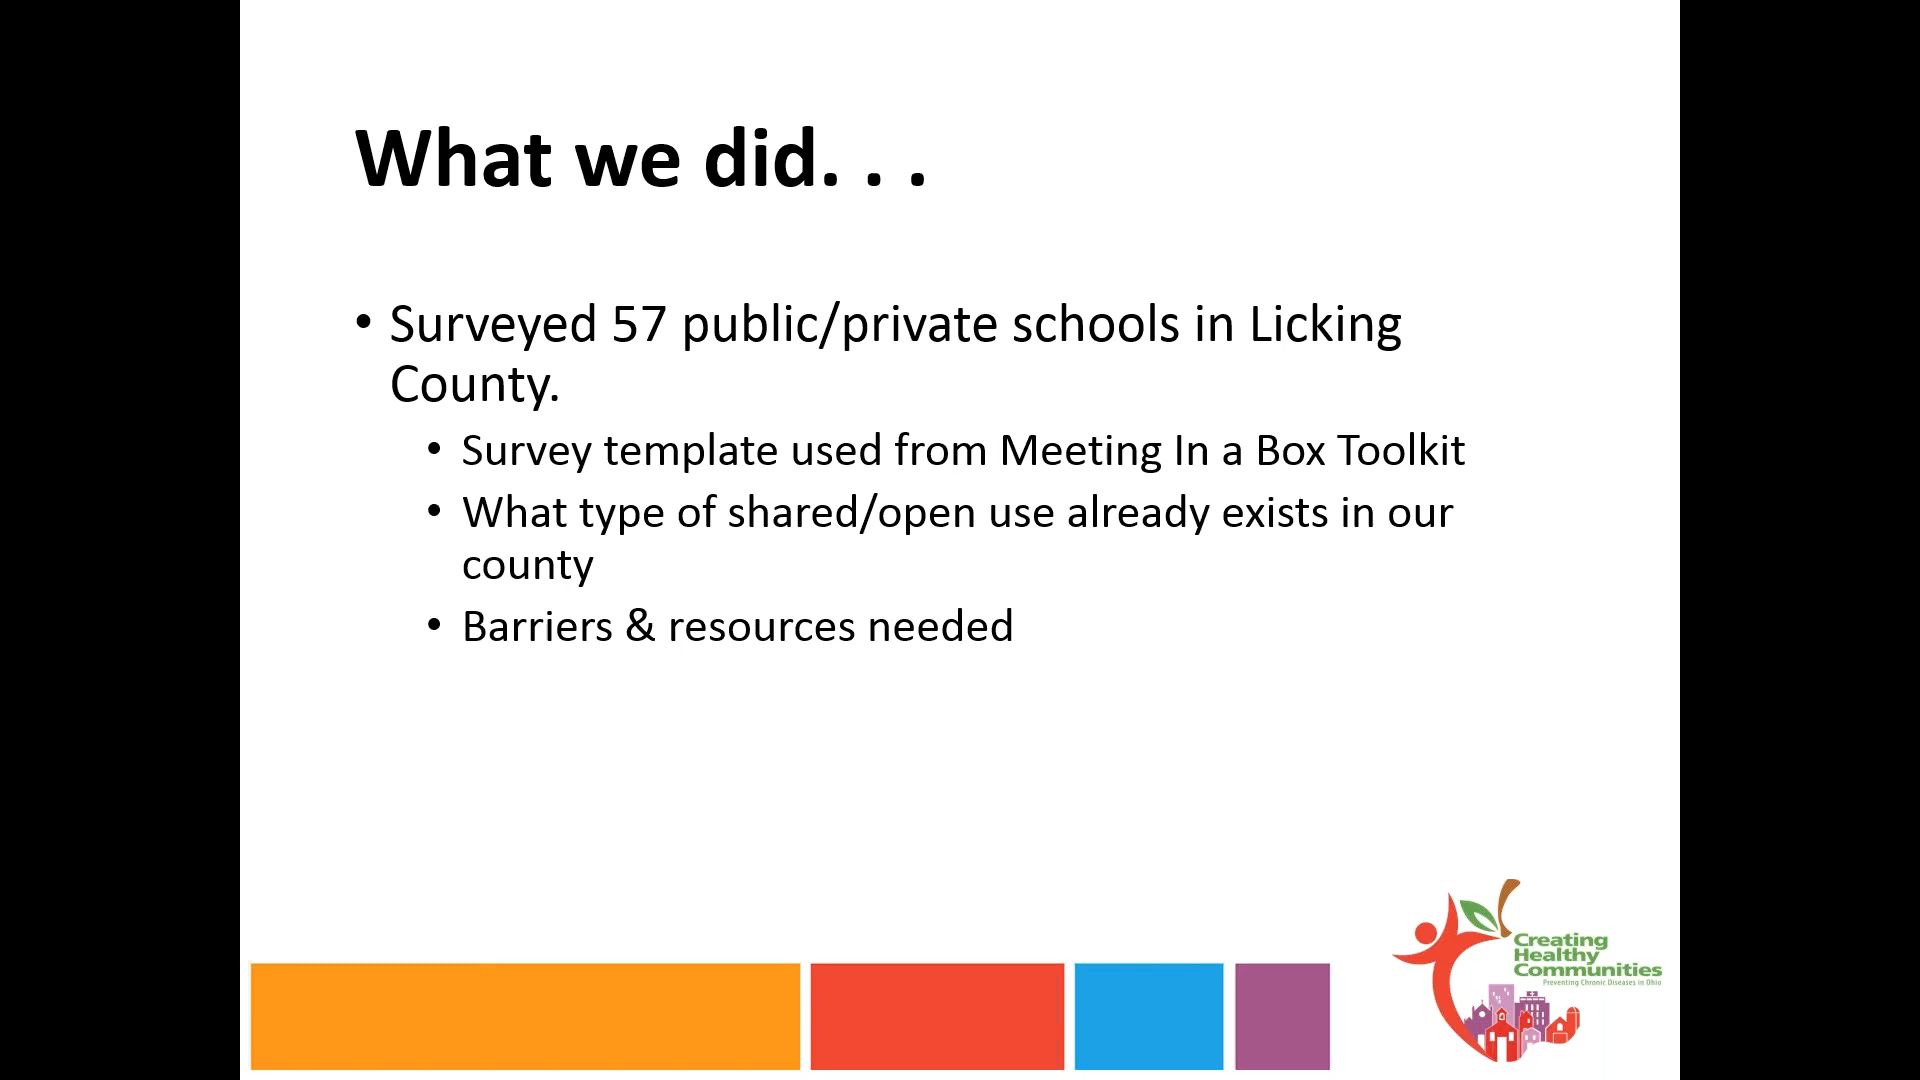 What we did. . .
• Surveyed 57 public/private schools in Licking
County.
• Survey template used from Meeting In a Box Toolkit
• What type of shared/open use already exists in our
county
• Barriers & resources needed
Creating
Healthy
Communities
Preventing Chronic Diseases in Ohio